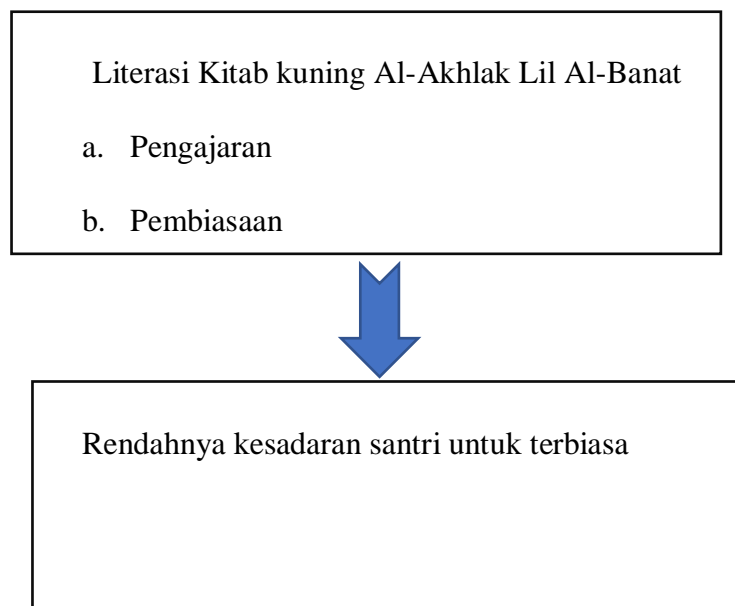 Literasi Kitab kuning Al-Akhlak Lil Al-Banat
a. Pengajaran
b. Pembiasaan
Rendahnya kesadaran santri untuk terbiasa